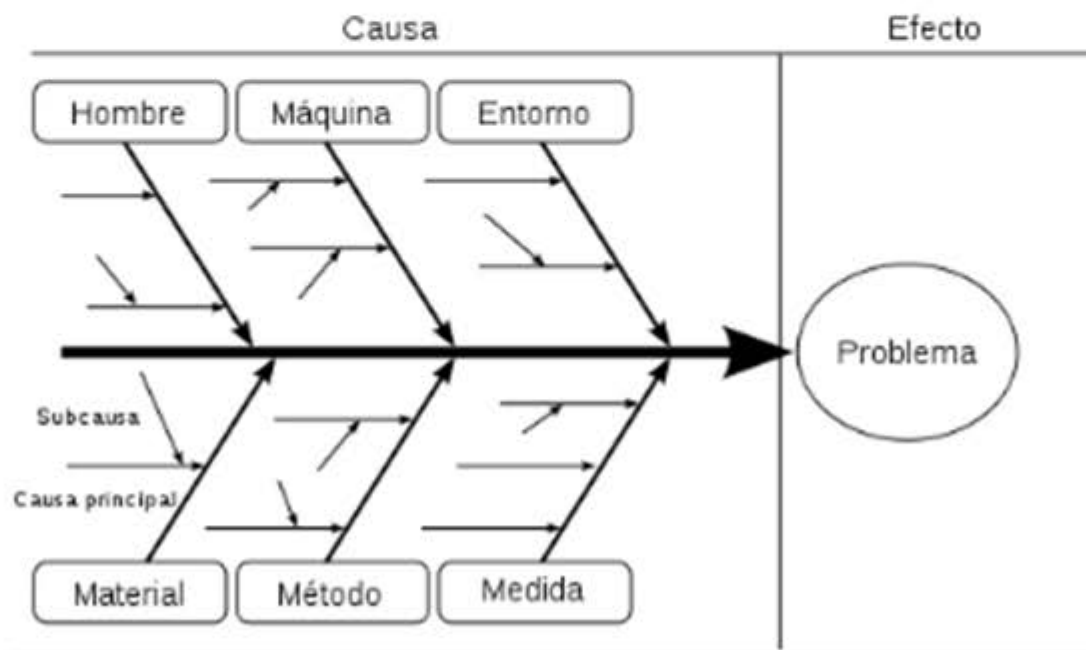 Causa
Efecto
Hombre
Máquina
Entorno
Problema
Subcausa
Causa principal
Material
Método
Medida